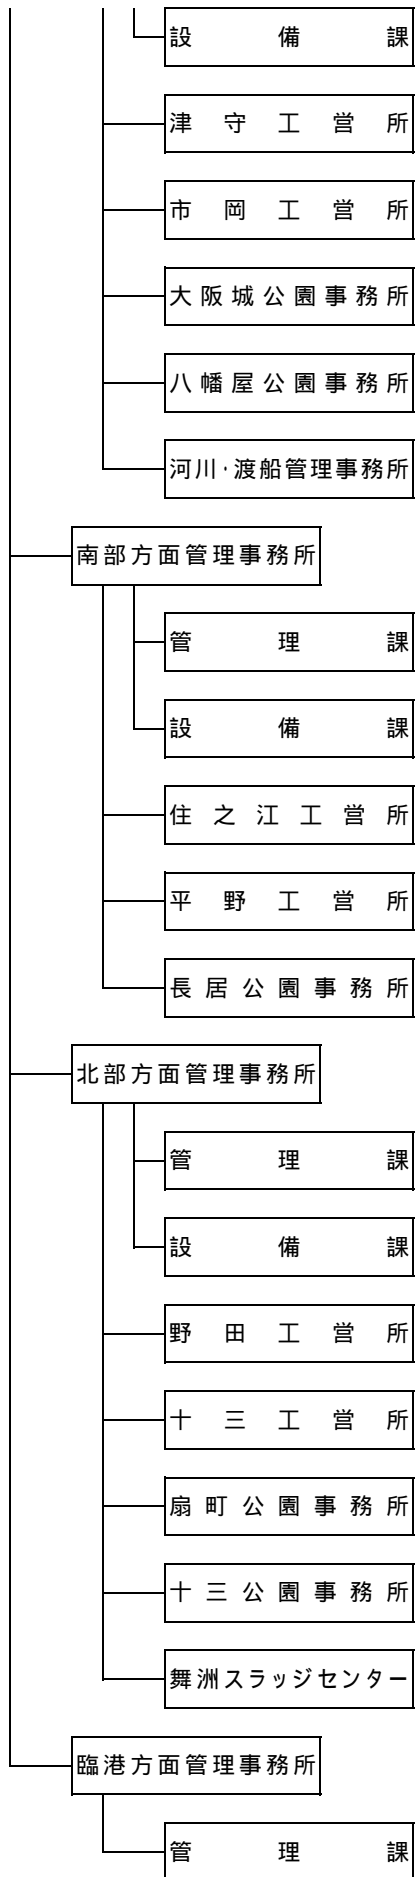 設備課
津守工営所
市岡工営所
大阪城公園事務所
八幡屋公園事務所
河川・渡船管理事務所
南部方面管理事務所
管理課
設備課
住之江工営所
平野工営所
長居公園事務所
北部方面管理事務所
管理課
設備課
野田工営所
十三工営所
扇町公園事務所
十三公園事務所
舞洲スラッジセンター
臨港方面管理事務所
管理課